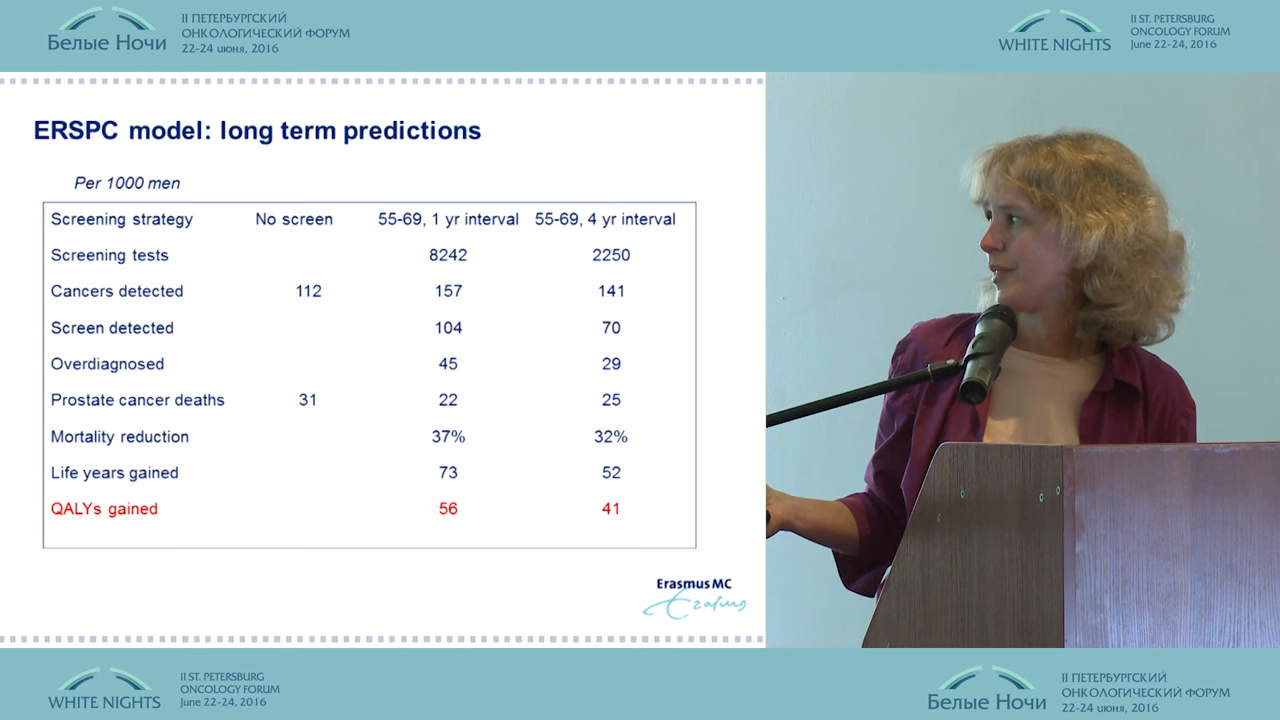 Белые Ночи
II ПЕТЕРБУРГСКИЙ
ОНКОЛОГИЧЕСКИЙ ФОРУМ
22-24 июня, 2016
WHITE NIGHTS
II ST. PETERSBURG
ONCOLOGY FORUM
June 22-24, 2016
ERSPC model: long term predictions
Per 1000 men
Screening strategy No screen 55-69, 1 yr interval 55-69, 4 yr interval
Screening tests 8242 2250
Cancers detected 112 157 141
Screen detected 104 70
Overdiagnosed 45 29
Prostate cancer deaths 31 22 25
Mortality reduction 37% 32%
Life years gained 73 52
QALYs gained 56 41
Erasmus MC
Erasmus
WHITE NIGHTS
II ST. PETERSBURG
ONCOLOGY FORUM
June 22-24, 2016
Белые Ночи
II ПЕТЕРБУРГСКИЙ
ОНКОЛОГИЧЕСКИЙ ФОРУМ
22-24 июня, 2016